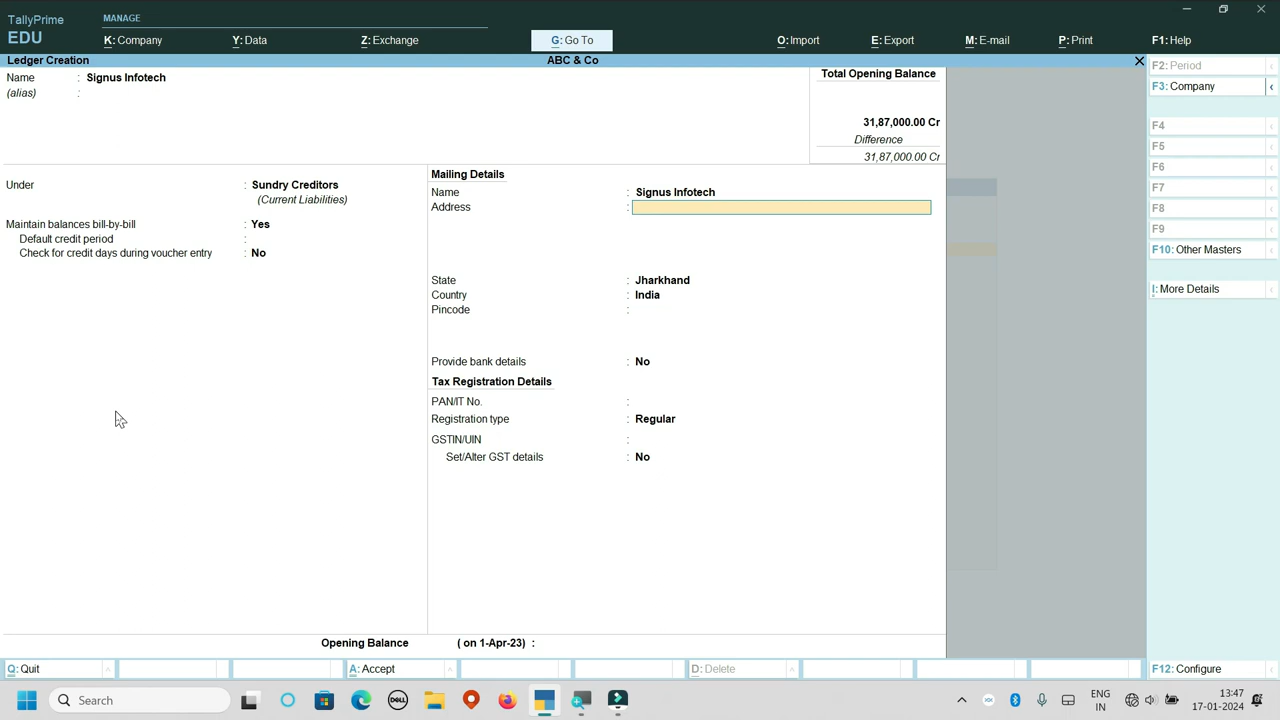 TallyPrime
EDU
MANAGE
K: Company
Y: Data
Z: Exchange
G: Go To
O: Import
E: Export
M: E-mail
P: Print
F1: Help
Ledger Creation
ABC & Co
Name : Signus Infotech
(alias) :
Total Opening Balance
31,87,000.00 Cr
Difference
31,87,000.00 Cr
Under : Sundry Creditors
(Current Liabilities)
Maintain balances bill-by-bill : Yes
Default credit period :
Check for credit days during voucher entry : No
Mailing Details
Name : Signus Infotech
Address :
State : Jharkhand
Country : India
Pincode :
Provide bank details : No
Tax Registration Details
PAN/IT No. :
Registration type : Regular
GSTIN/UIN :
Set/Alter GST details : No
Opening Balance ( on 1-Apr-23) :
F2: Period
F3: Company
F4
F5
F6
F7
F8
F9
F10: Other Masters
I: More Details
F12: Configure
Q: Quit
A: Accept
D: Delete
Search
DELL
ENG
IN
13:47
17-01-2024